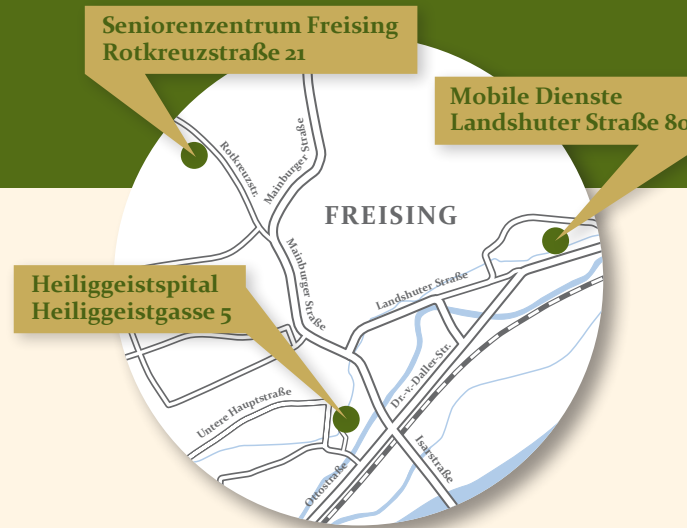 Seniorenzentrum Freising
Rotkreuzstraße 21
Mobile Dienste
Landshuter Straße 80
Rotkreuzstr.
Mainburger Straße
FREISING
Mainburger Straße
Landshuter Straße
Heiliggeistspital
Heiliggeistgasse 5
Dr.-v.-Daller-Str.
Untere Hauptstraße
Ottostraße
Isarstraße